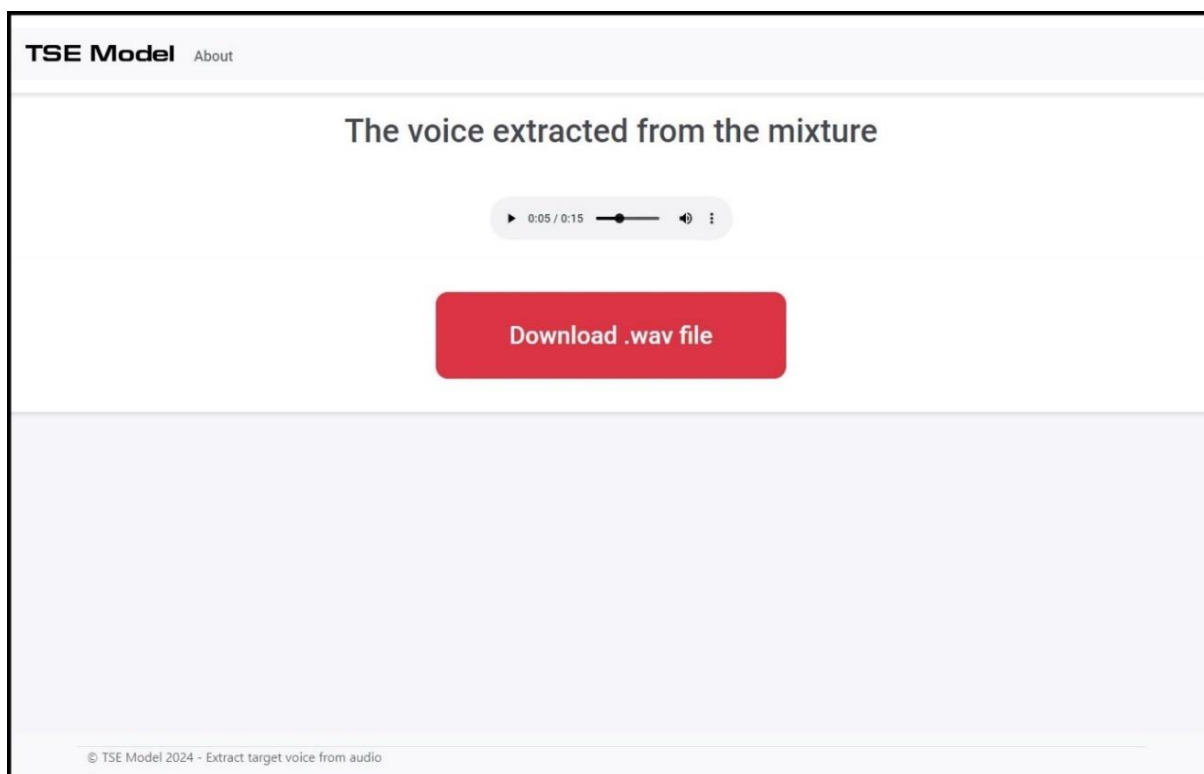 TSE Model About
The voice extracted from the mixture
0:05 / 0:15
Download .wav file
© TSE Model 2024 - Extract target voice from audio